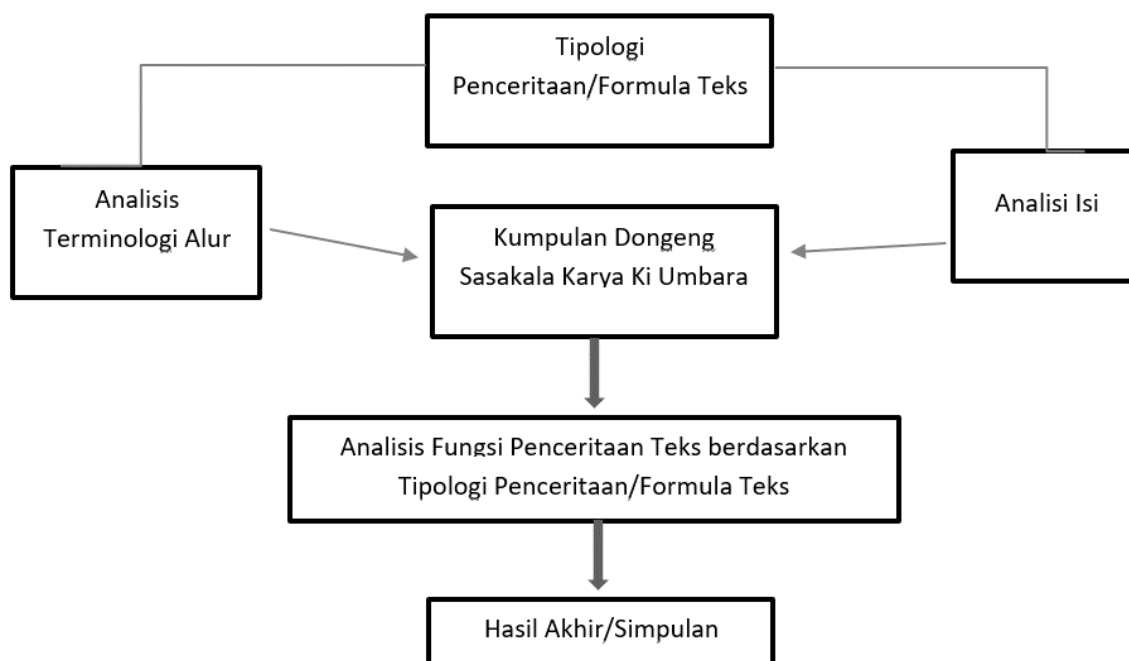 Tipologi
Penceritaan/Formula Teks
Analisis
Terminologi Alur
Analisi Isi
Kumpulan Dongeng
Sasakala Karya Ki Umbara
Analisis Fungsi Penceritaan Teks berdasarkan
Tipologi Penceritaan/Formula Teks
Hasil Akhir/Simpulan